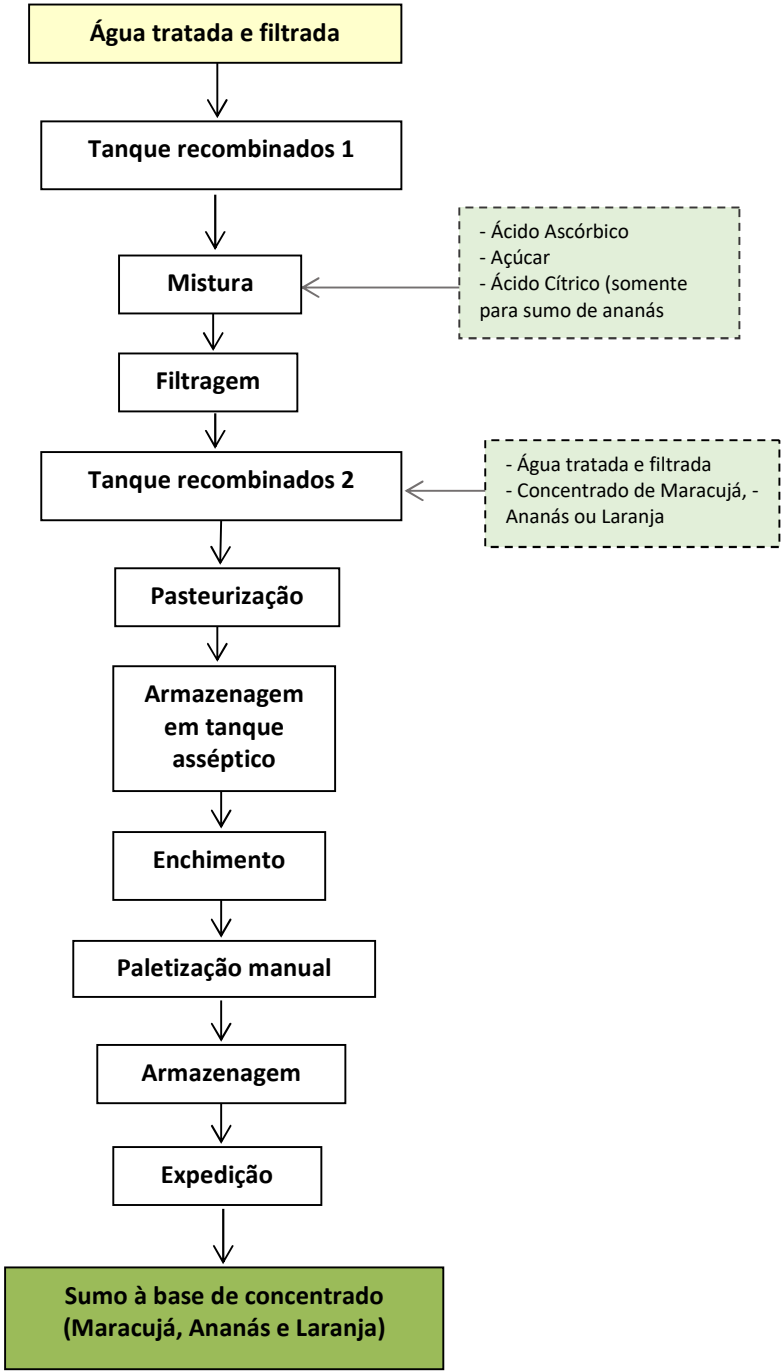 Água tratada e filtrada
Tanque recombinados 1
- Ácido Ascórbico
- Açúcar
- Ácido Cítrico (somente
para sumo de ananás
Mistura
Filtragem
Tanque recombinados 2
- Água tratada e filtrada
- Concentrado de Maracujá, -
Ananás ou Laranja
Pasteurização
Armazenagem
em tanque
asséptico
Enchimento
Paletização manual
Armazenagem
Expedição
Sumo à base de concentrado
(Maracujá, Ananás e Laranja)